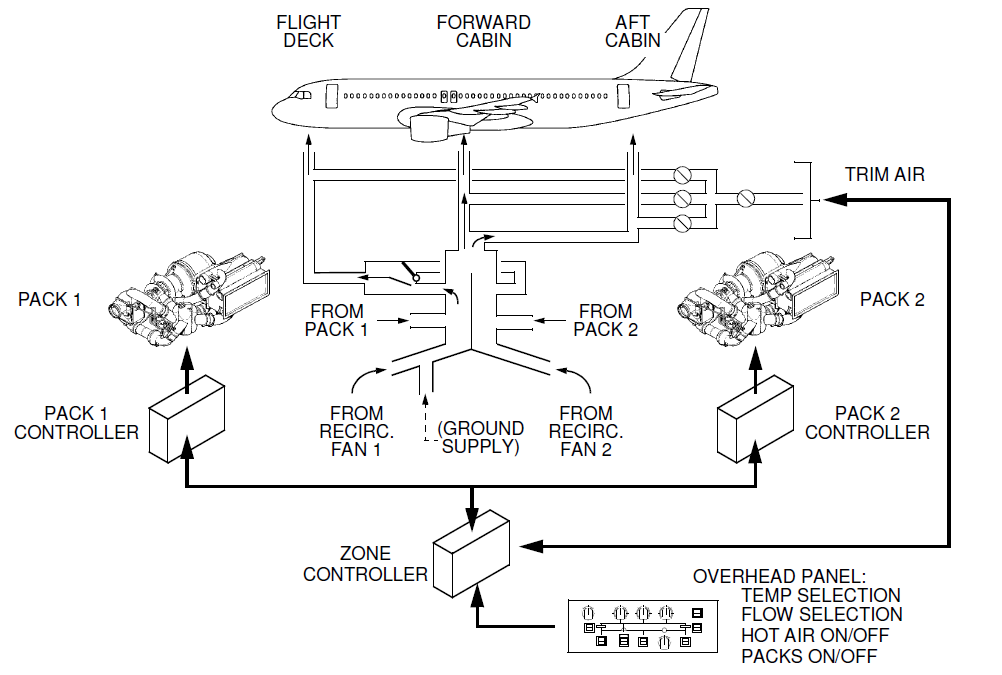 FLIGHT
DECK
FORWARD
CABIN
AFT
CABIN
TRIM AIR
PACK 1
FROM
PACK 1
FROM
PACK 2
PACK 2
PACK 1
CONTROLLER
FROM
RECIRC.
FAN 1
(GROUND
SUPPLY)
FROM
RECIRC.
FAN 2
PACK 2
CONTROLLER
ZONE
CONTROLLER
OVERHEAD PANEL:
TEMP SELECTION
FLOW SELECTION
HOT AIR ON/OFF
PACKS ON/OFF